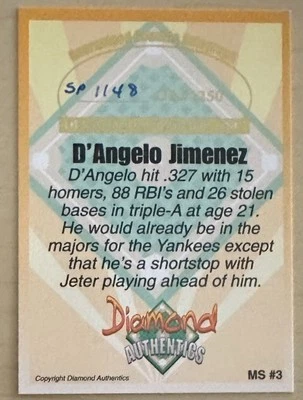 SP 1148
D'Angelo Jimenez
D'Angelo hit .327 with 15
homers, 88 RBI's and 26 stolen
bases in triple-A at age 21.
He would already be in the
majors for the Yankees except
that he's a shortstop with
Jeter playing ahead of him.
Diamond
AUTHENTICS
Copyright Diamond Authentics
MS #3